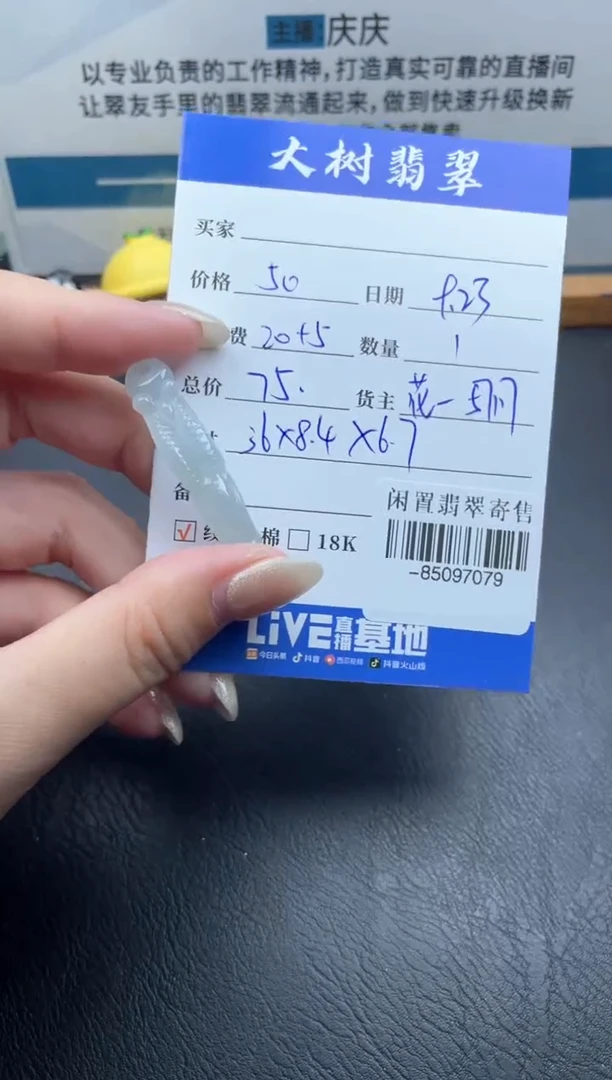 主播：庆庆
以专业负责的工作精神，打造真实可靠的直播间
让翠友手里的翡翠流通起来，做到快速升级换新
大树翡翠
买家
价格 50 日期
费 20+5 数量 1
总价 75. 货主 花一
36×8.4×6.7
闲置翡翠寄售
棉 18K
-85097079
LiVE直播基地
今日头条 抖音 西瓜视频 抖音火山版